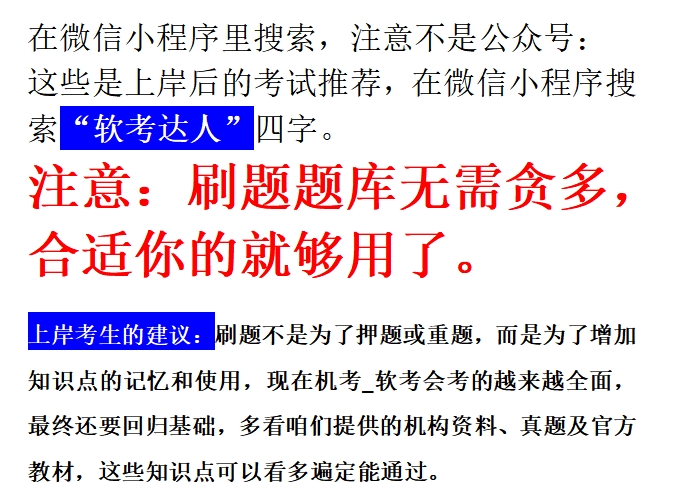 在微信小程序里搜索，注意不是公众号：
这些是上岸后的考试推荐，在微信小程序搜
索“软考达人”四字。
注意：刷题题库无需贪多，
合适你的就够用了。
上岸考生的建议：刷题不是为了押题或重题，而是为了增加
知识点的记忆和使用，现在机考_软考会考的越来越全面，
最终还要回归基础，多看咱们提供的机构资料、真题及官方
教材，这些知识点可以看多遍定能通过。